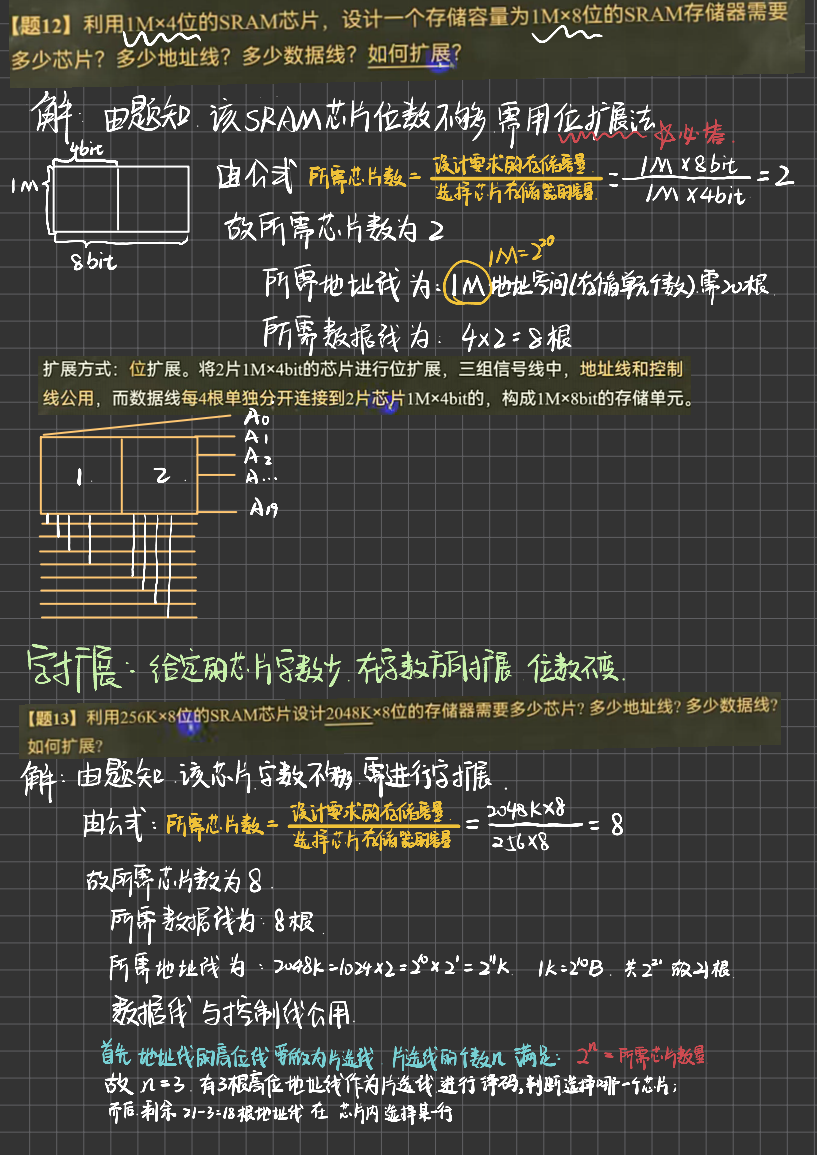 【题12】利用1M×4位的SRAM芯片，设计一个存储容量为1M×8位的SRAM存储器需要
多少芯片？多少地址线？多少数据线？如何扩展？
解：由题知，该SRAM芯片位数不够，需用位扩展法
必必堵
4bit
1M
8bit
由公式 所需芯片数 = 设计要求的存储容量 / 选择芯片存储器的容量 = 1M×8bit / 1M×4bit = 2
故所需芯片数为2
1M=2^20
所需地址线为：1M地址空间(存储单元个数),需20根
所需数据线为：4×2=8根
扩展方式：位扩展。将2片1M×4bit的芯片进行位扩展，三组信号线中，地址线和控制
线公用，而数据线每4根单独分开连接到2片芯片1M×4bit的，构成1M×8bit的存储单元。
A0
A1
1 2 A2
A...
A19
字扩展：给定的芯片字数少，在字数方向扩展，位数不变.
【题13】利用256K×8位的SRAM芯片设计2048K×8位的存储器需要多少芯片? 多少地址线? 多少数据线?
如何扩展?
解：由题知，该芯片字数不够，需进行字扩展.
由公式：所需芯片数 = 设计要求的存储容量 / 选择芯片存储器的容量 = 2048K×8 / 256×8 = 8
故所需芯片数为8.
所需数据线为：8根.
所需地址线为：2048K=1024×2=2^10×2^1=2^11K. 1K=2^10B. 共2^21 故21根
数据线与控制线公用.
首先 地址线的高位线要做为片选线，片选线的个数n 满足：2^n=所需芯片数量
故 n=3. 有3根高位地址线作为片选线进行译码,判断选择哪一个芯片;
而后.剩余 21-3=18根地址线在 芯片内选择某一行